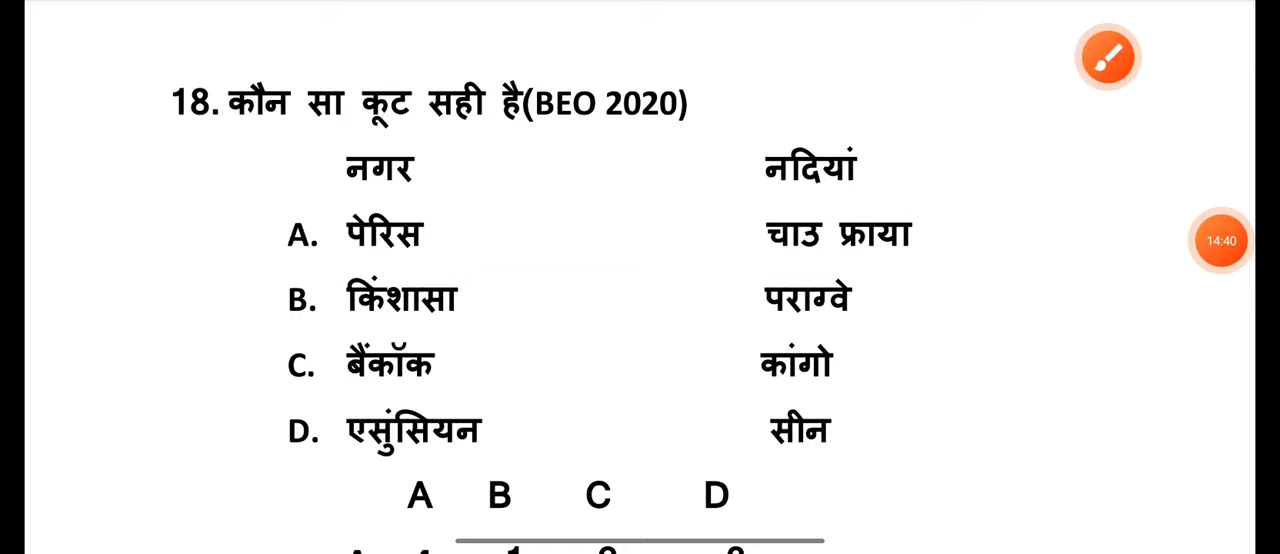 18. कौन सा कूट सही है(BEO 2020)
नगर नदियां
A. पेरिस चाउ फ्राया
B. किंशासा पराग्वे
C. बैंकॉक कांगो
D. एसुंसियन सीन
A B C D
14:40